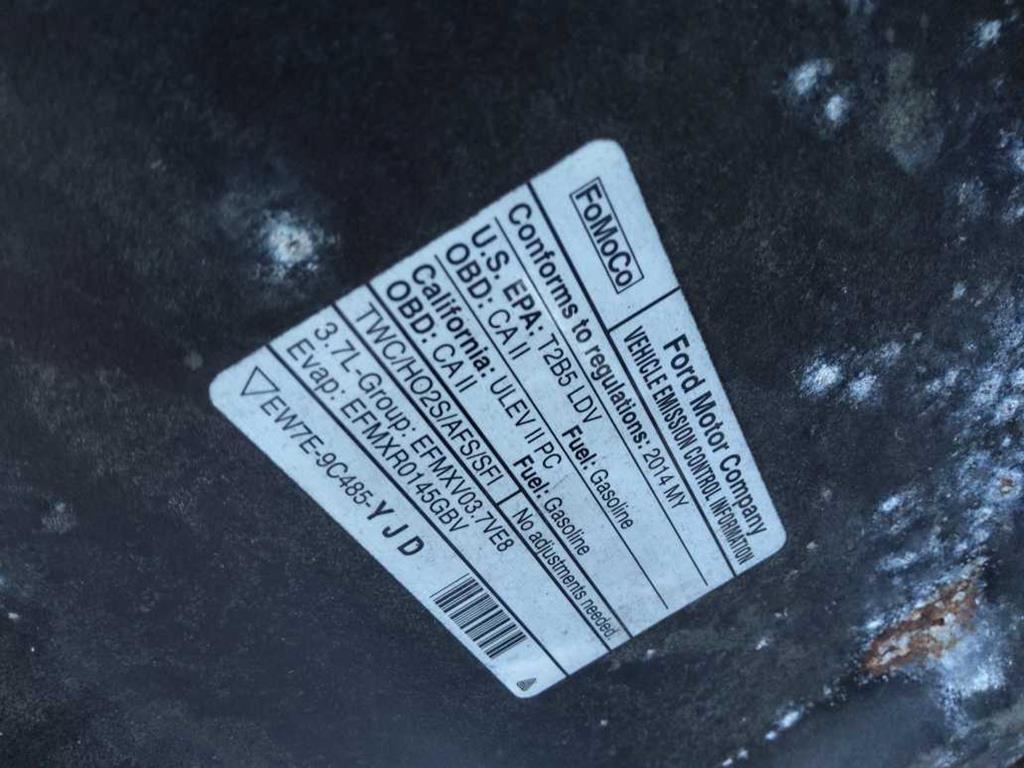 FoMoCo
Ford Motor Company
VEHICLE EMISSION CONTROL INFORMATION
Conforms to regulations: 2014 MY
U.S. EPA: T2B5 LDV Fuel: Gasoline
OBD: CA II
California: ULEV II PC Fuel: Gasoline
OBD: CA II
TWC/HO2S/AFS/SFI No adjustments needed.
3.7L-Group: EFMXV03.7VE8
Evap: EFMXR0145GBV
EW7E-9C485-YJD